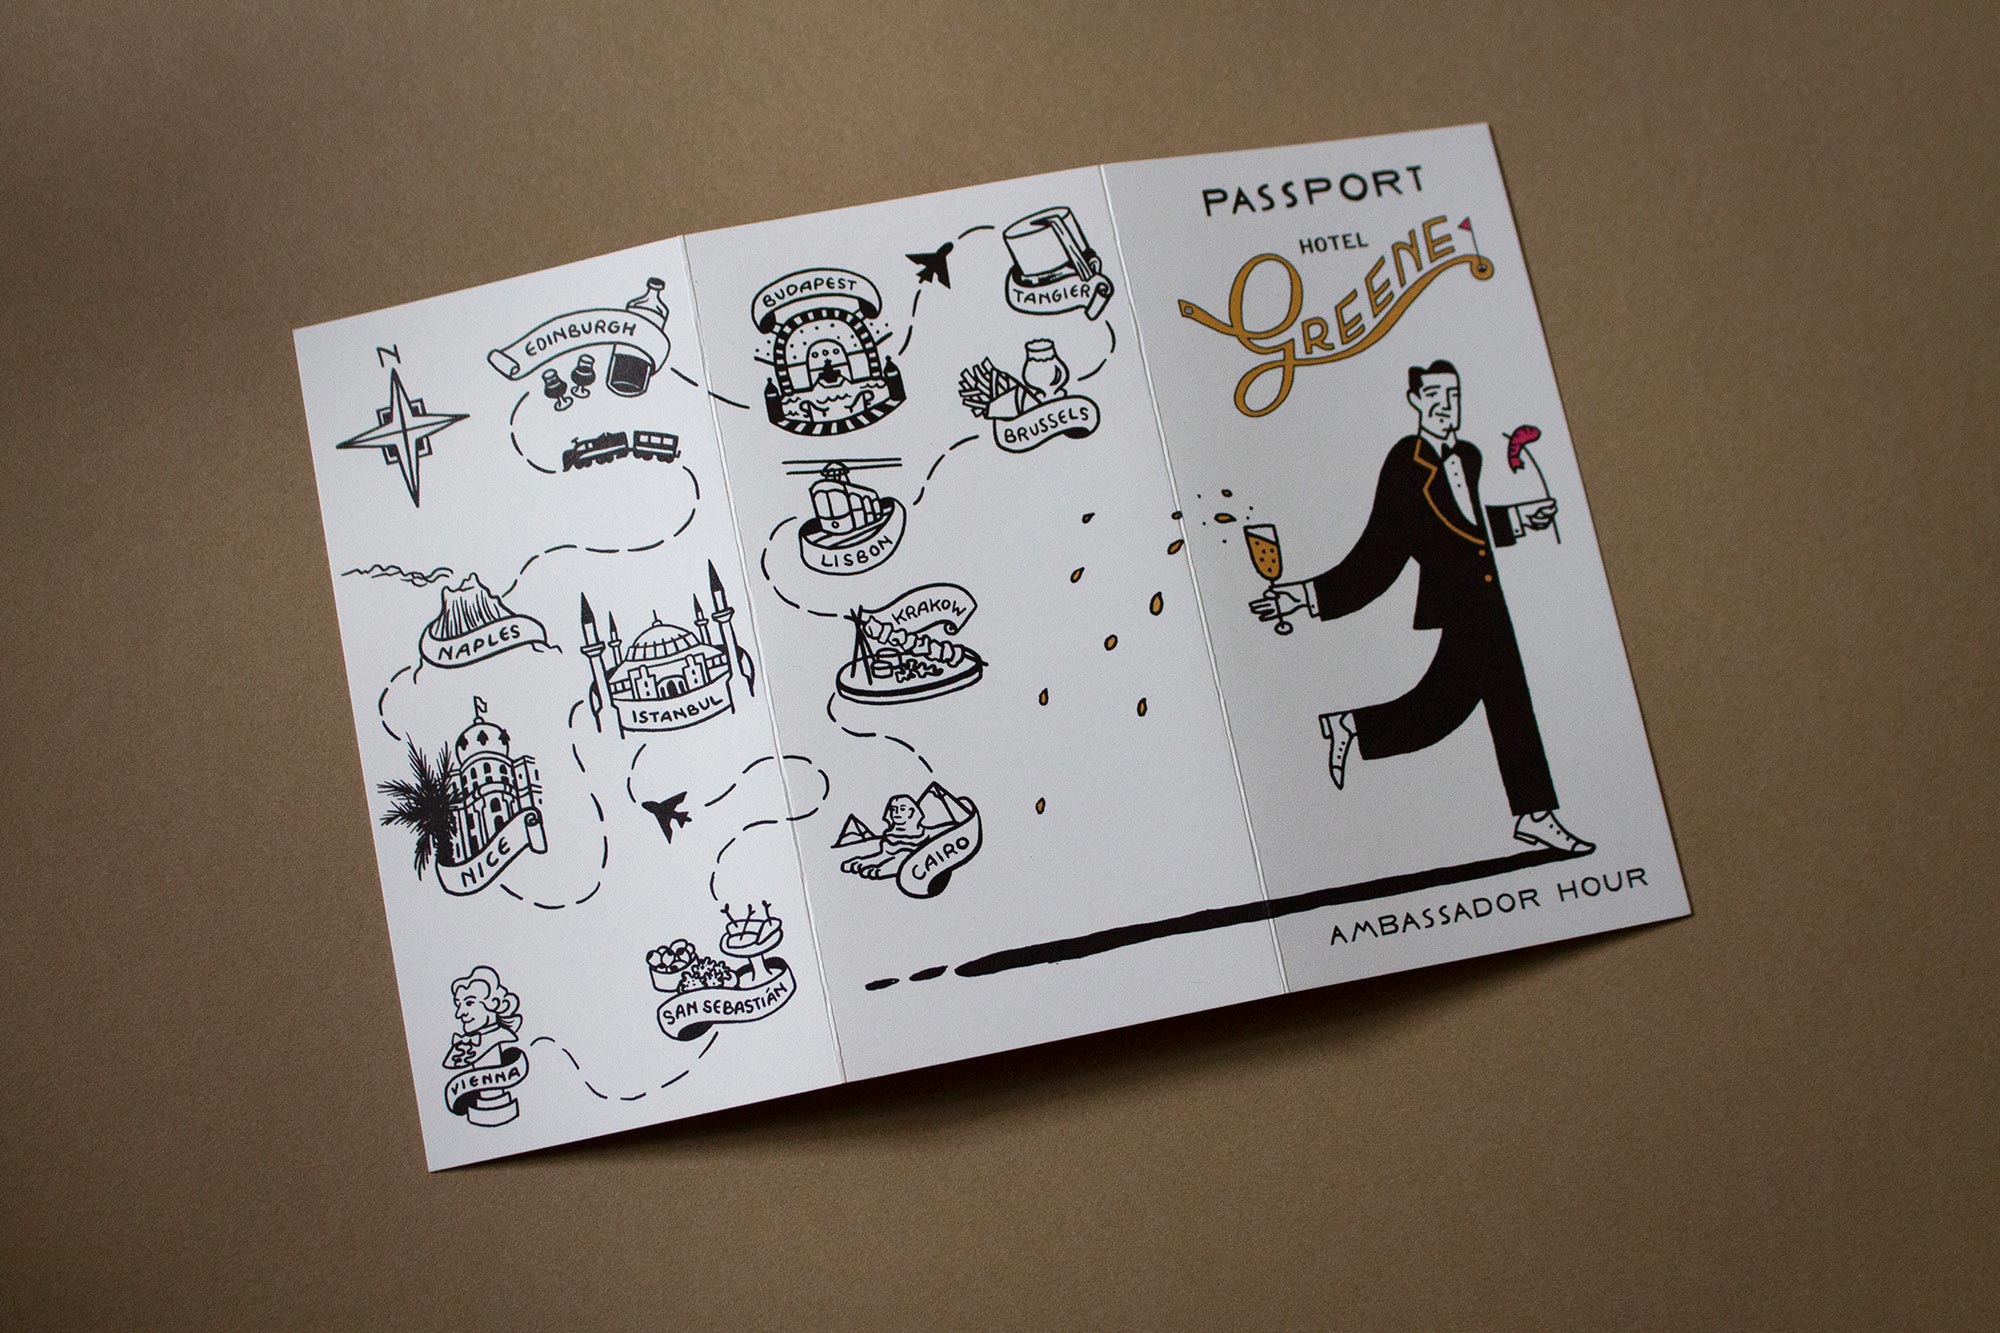 N
EDINBURGH
NAPLES
ISTANBUL
NICE
SAN SEBASTIÁN
VIENNA
BUDAPEST
TANGIER
BRUSSELS
LISBON
KRAKOW
CAIRO
PASSPORT
HOTEL
GREENE
AMBASSADOR HOUR